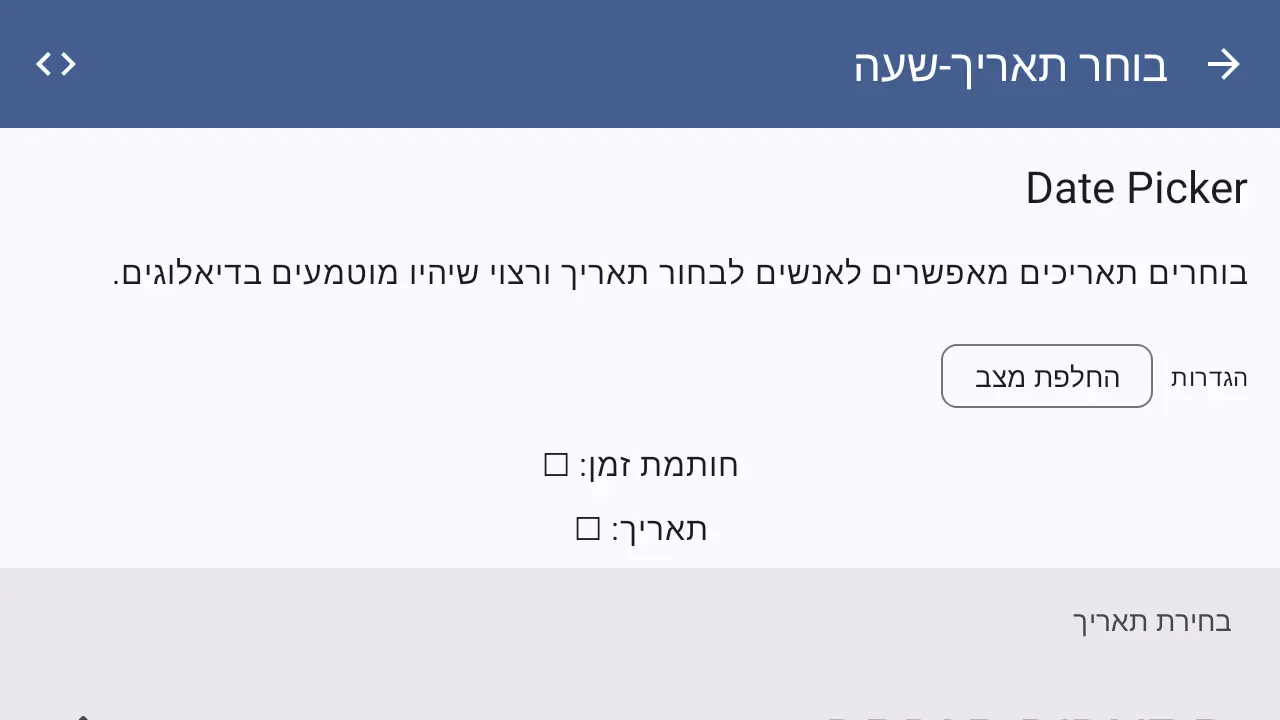 בוחר תאריך-שעה
Date Picker
בוחרים תאריכים מאפשרים לאנשים לבחור תאריך ורצוי שיהיו מוטמעים בדיאלוגים.
הגדרות החלפת מצב
חותמת זמן: ☐
תאריך: ☐
בחירת תאריך